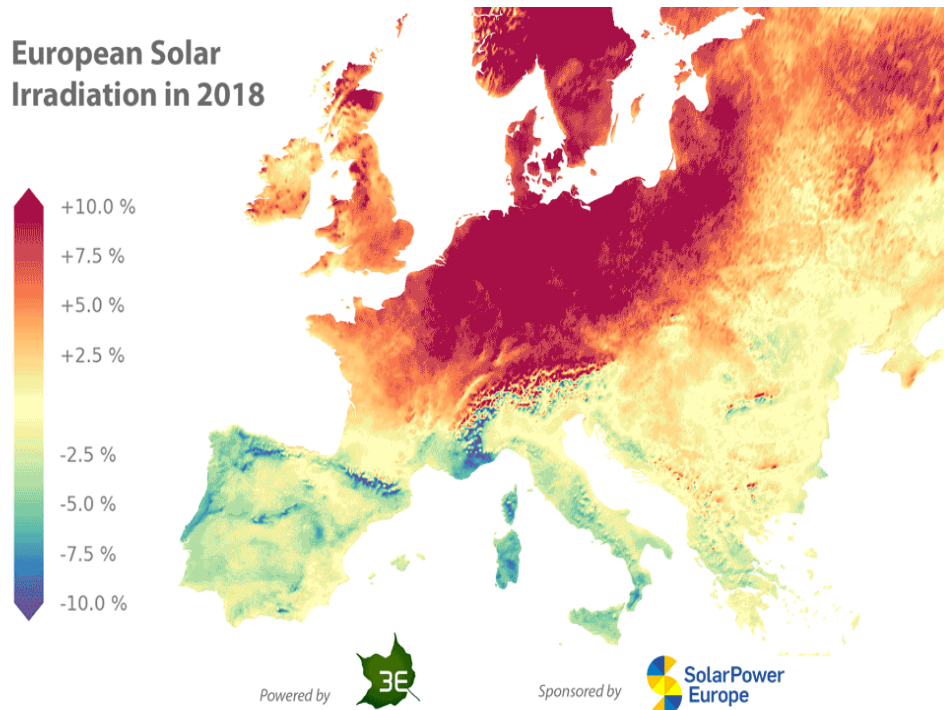 European Solar
Irradiation in 2018
+10.0 %
+7.5 %
+5.0 %
+2.5 %
-2.5 %
-5.0 %
-7.5 %
-10.0 %
Powered by
3E
Sponsored by
SolarPower
Europe